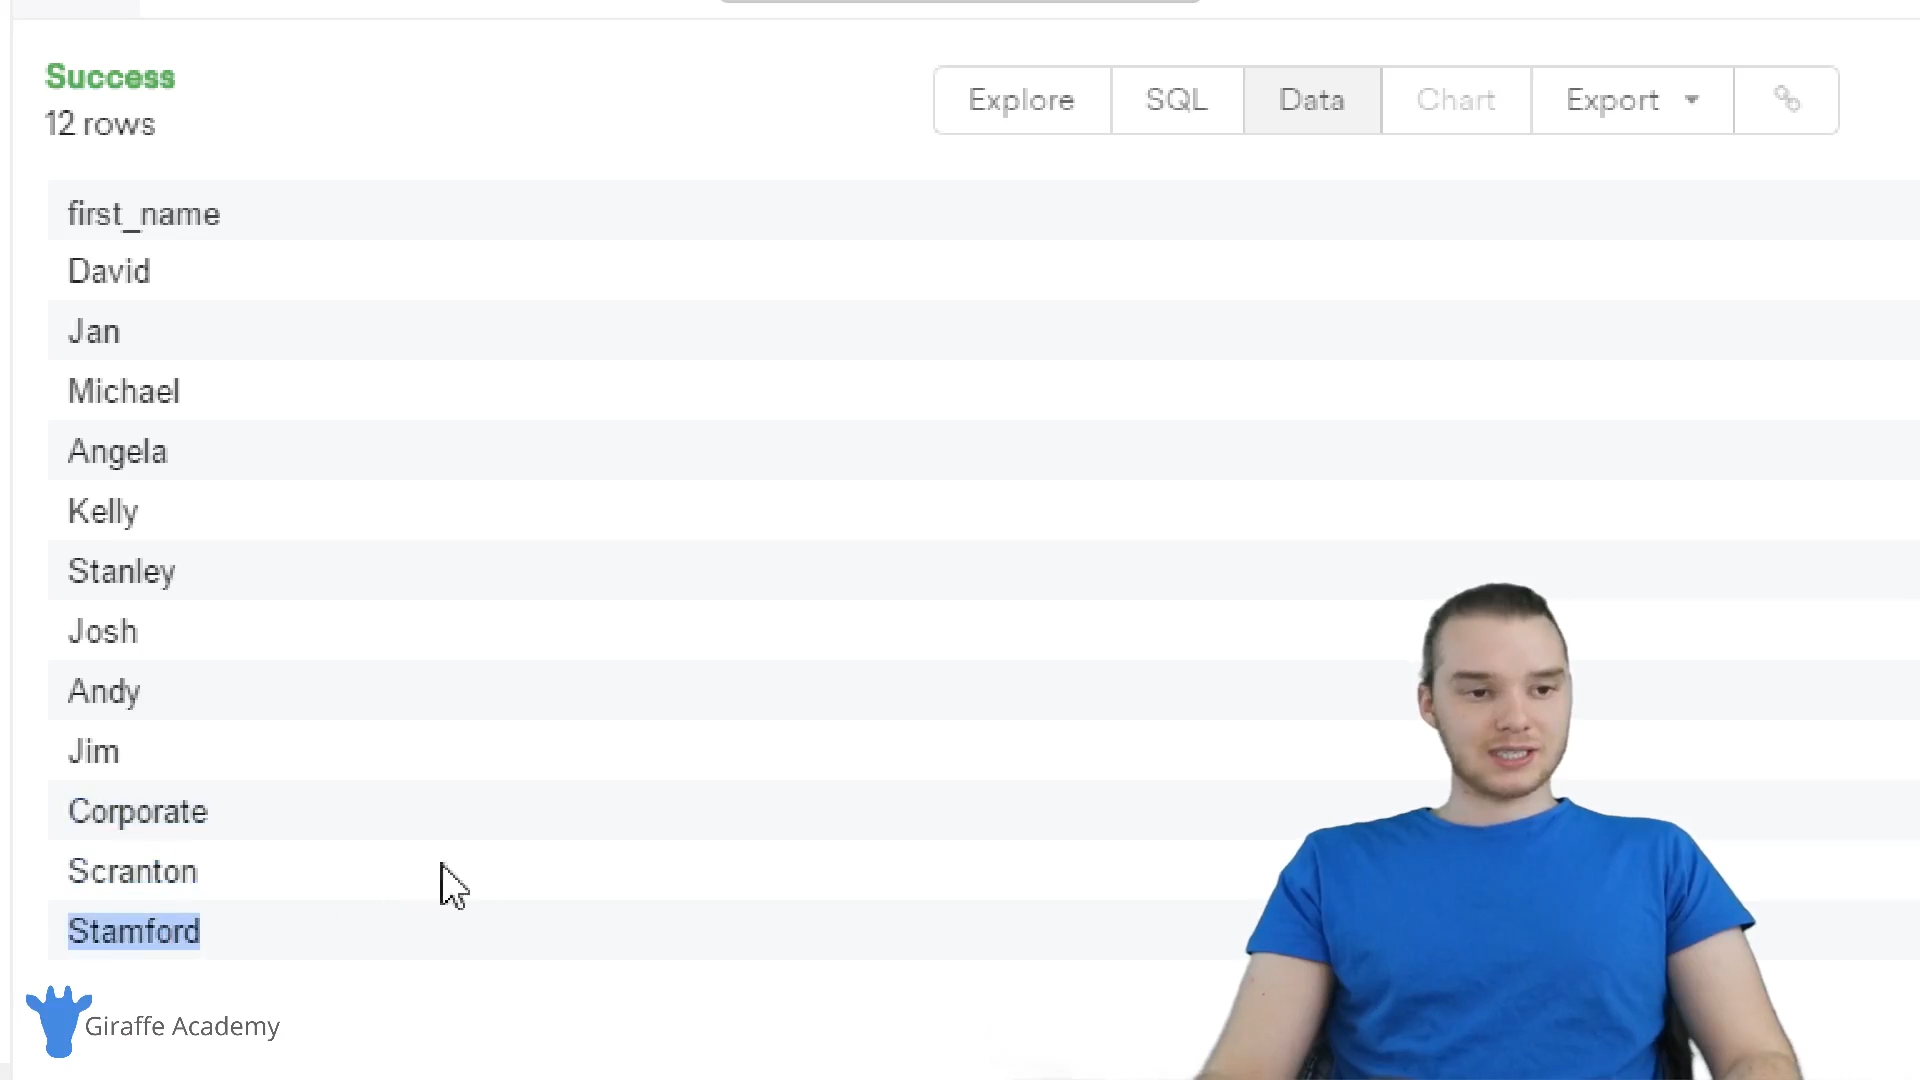 Success
12 rows
Explore SQL Data Chart Export
first_name
David
Jan
Michael
Angela
Kelly
Stanley
Josh
Andy
Jim
Corporate
Scranton
Stamford
Giraffe Academy